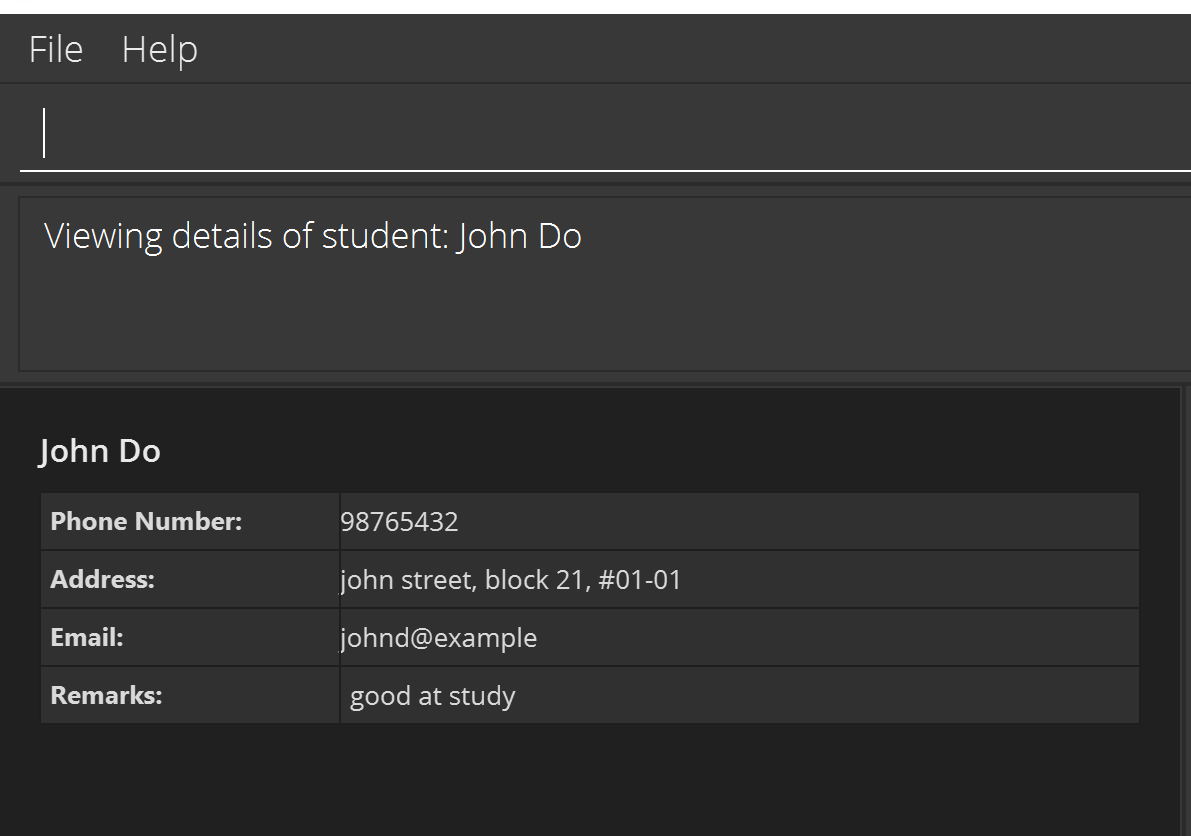 File Help
Viewing details of student: John Do
John Do
Phone Number: 98765432
Address: john street, block 21, #01-01
Email: johnd@example
Remarks: good at study